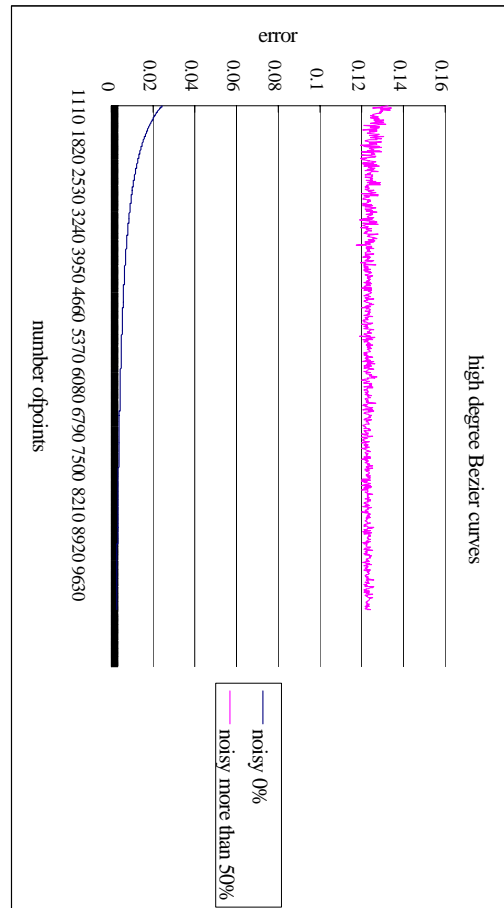 high degree Bezier curves
error
0.16
0.14
0.12
0.1
0.08
0.06
0.04
0.02
0
1110 1820 2530 3240 3950 4660 5370 6080 6790 7500 8210 8920 9630
number ofpoints
noisy 0%
noisy more than 50%